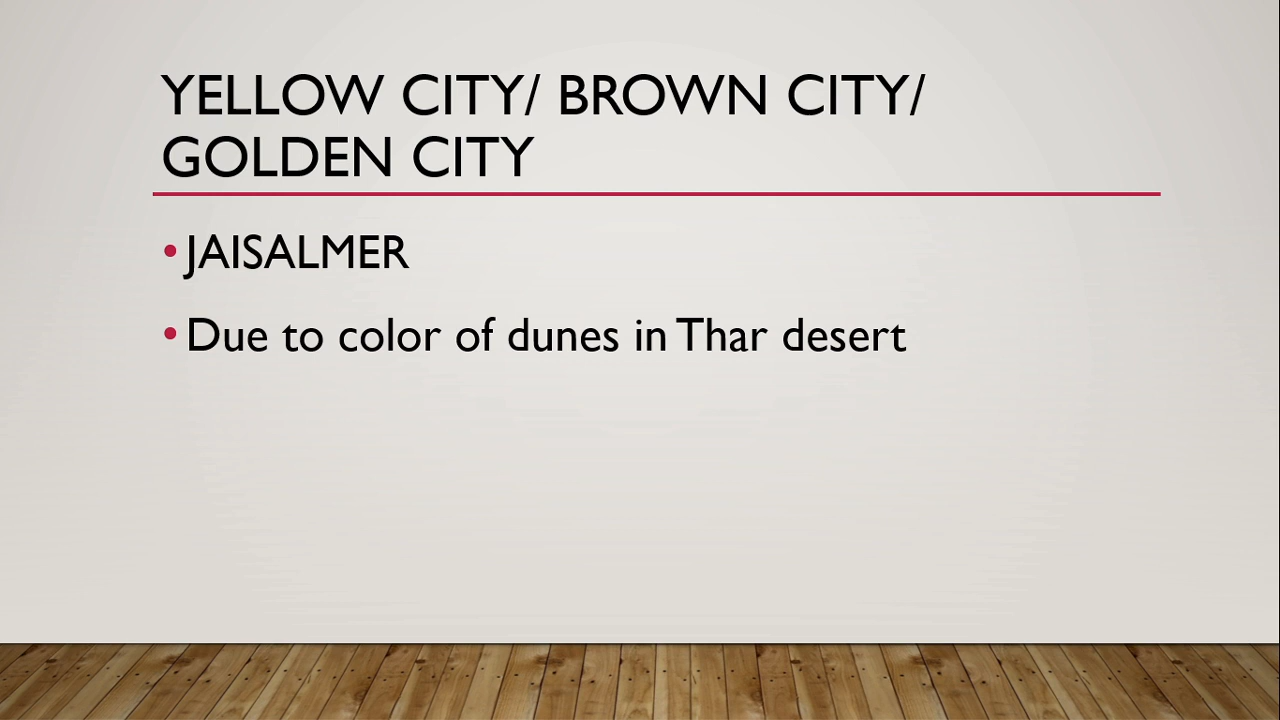 YELLOW CITY/ BROWN CITY/
GOLDEN CITY
• JAISALMER
• Due to color of dunes in Thar desert